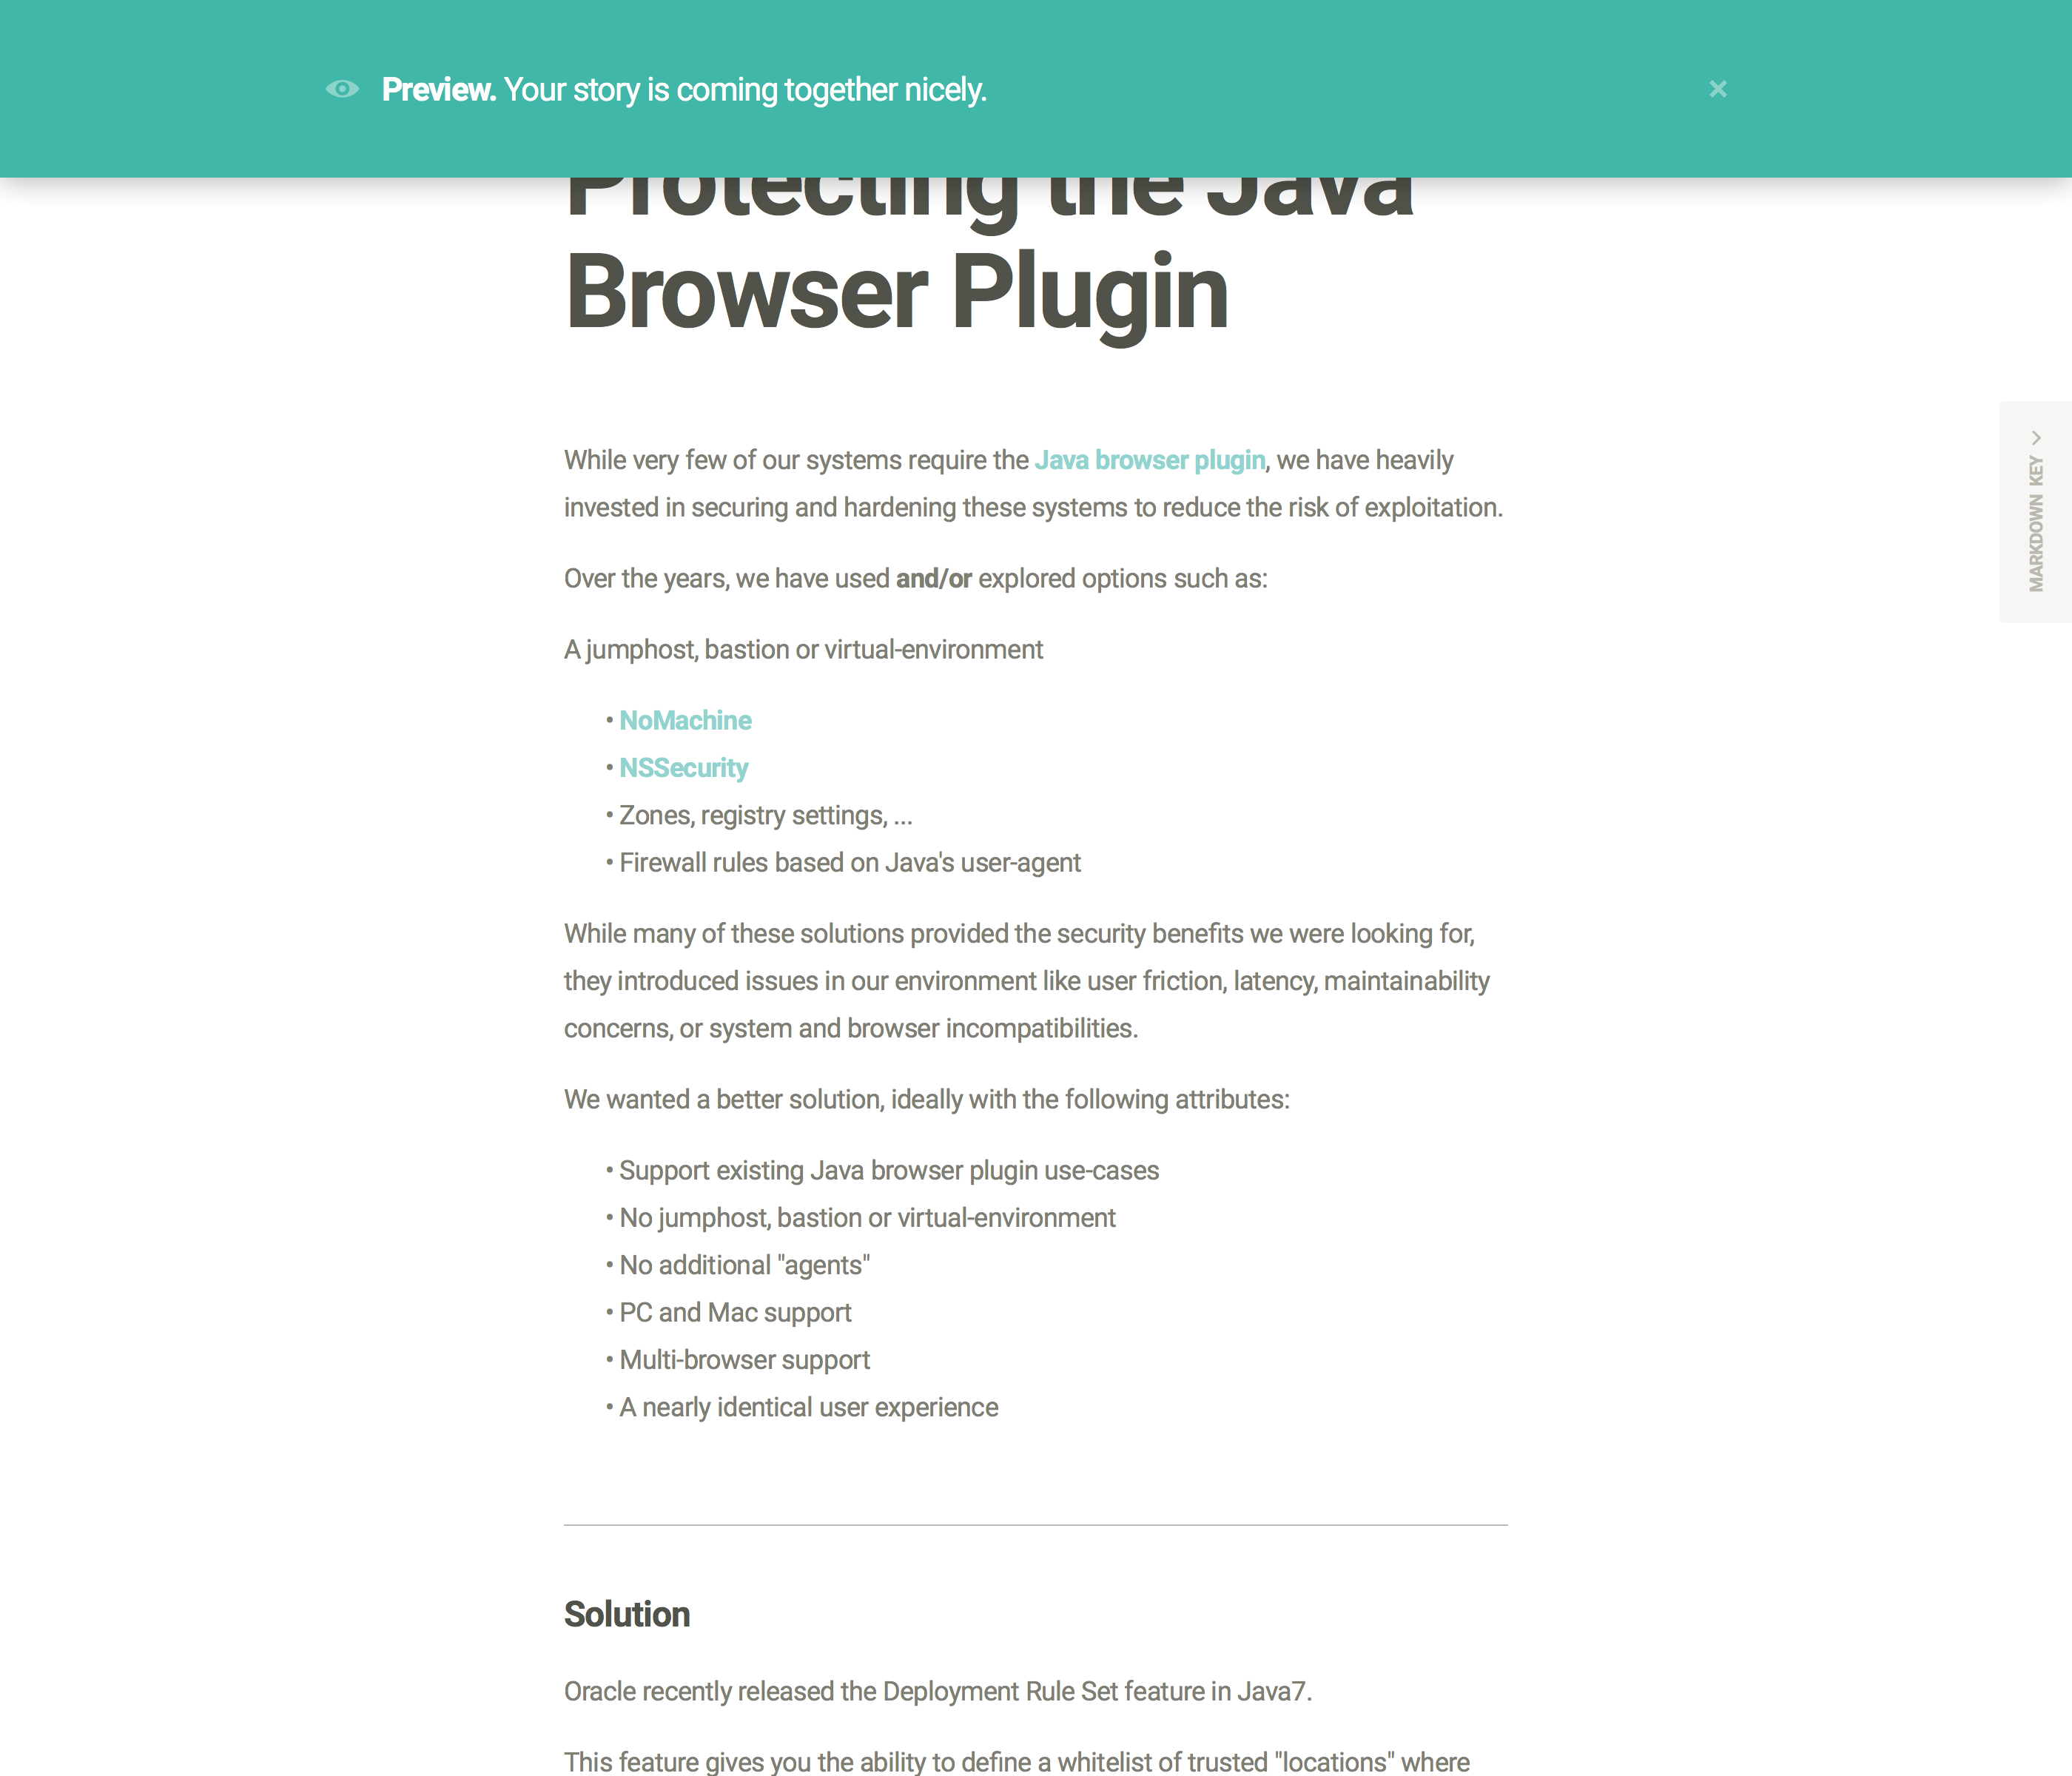 Preview. Your story is coming together nicely.
Protecting the Java
Browser Plugin
MARKDOWN KEY
While very few of our systems require the Java browser plugin, we have heavily
invested in securing and hardening these systems to reduce the risk of exploitation.
Over the years, we have used and/or explored options such as:
A jumphost, bastion or virtual-environment
• NoMachine
• NSSecurity
• Zones, registry settings, ...
• Firewall rules based on Java's user-agent
While many of these solutions provided the security benefits we were looking for,
they introduced issues in our environment like user friction, latency, maintainability
concerns, or system and browser incompatibilities.
We wanted a better solution, ideally with the following attributes:
• Support existing Java browser plugin use-cases
• No jumphost, bastion or virtual-environment
• No additional "agents"
• PC and Mac support
• Multi-browser support
• A nearly identical user experience
Solution
Oracle recently released the Deployment Rule Set feature in Java7.
This feature gives you the ability to define a whitelist of trusted "locations" where